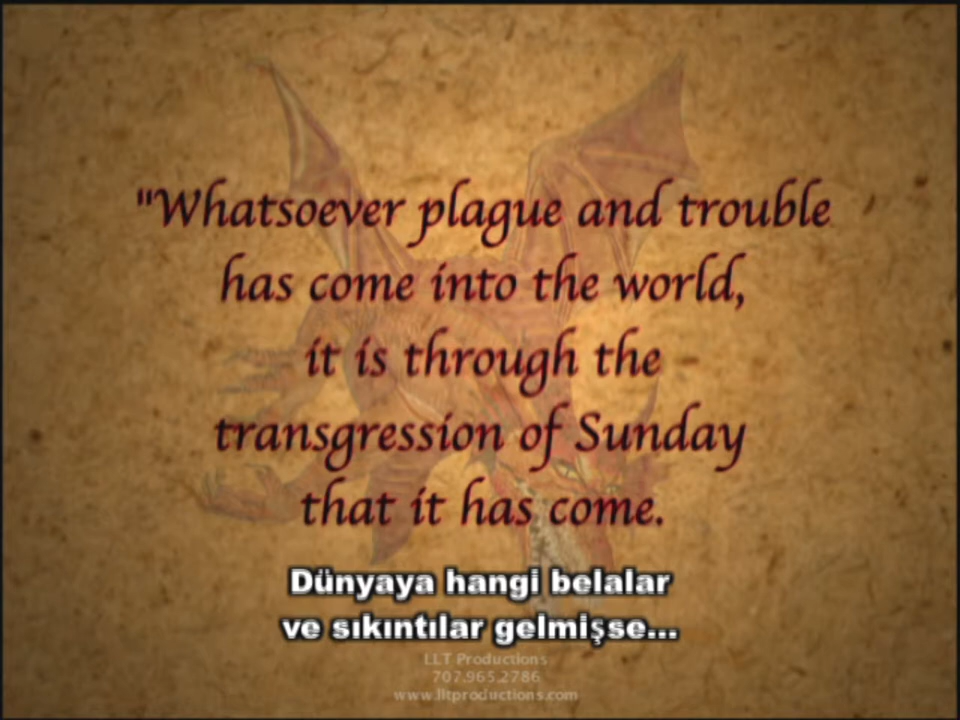 "Whatsoever plague and trouble
has come into the world,
it is through the
transgression of Sunday
that it has come.
Dünyaya hangi belalar
ve sıkıntılar gelmişse...
LLT Productions
707.965.2786
www.lltproductions.com